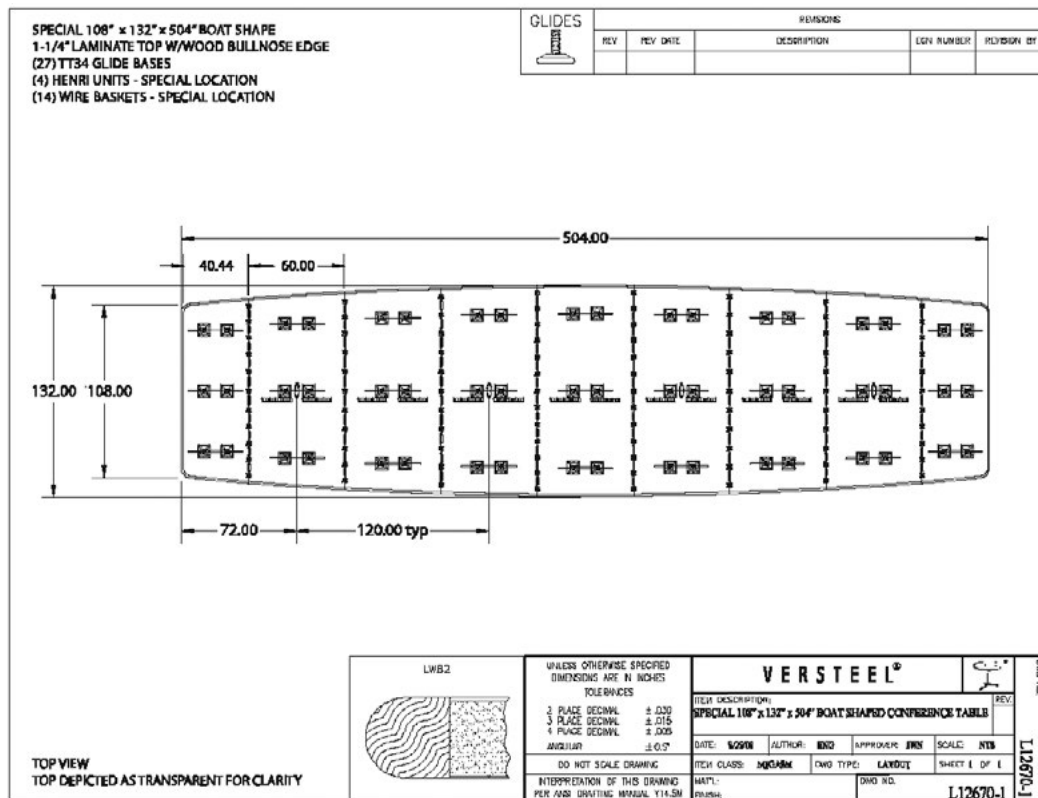 SPECIAL 108" x 132" x 504" BOAT SHAPE
1-1/4" LAMINATE TOP W/WOOD BULLNOSE EDGE
(27) TT34 GLIDE BASES
(4) HENRI UNITS - SPECIAL LOCATION
(14) WIRE BASKETS - SPECIAL LOCATION
GLIDES
REVISIONS
REV REV DATE DESCRIPTION ECN NUMBER REVISION BY
504.00
40.44 60.00
132.00 108.00
72.00 120.00 typ
TOP VIEW
TOP DEPICTED AS TRANSPARENT FOR CLARITY
LWB2
UNLESS OTHERWISE SPECIFIED
DIMENSIONS ARE IN INCHES
TOLERANCES
2 PLACE DECIMAL ± .030
3 PLACE DECIMAL ± .015
4 PLACE DECIMAL ± .005
ANGULAR ± 0.5°
DO NOT SCALE DRAWING
INTERPRETATION OF THIS DRAWING
PER ANSI DRAFTING MANUAL Y14.5M
VERSTEEL®
ITEM DESCRIPTION: REV.
SPECIAL 108" x 132" x 504" BOAT SHAPED CONFERENCE TABLE
DATE: AUTHOR: APPROVER: SCALE: NTS
ITEM CLASS: DWG TYPE: LAYOUT SHEET 1 OF 1
MAT'L: DWG NO.
FINISH: L12670-1
L12670-1